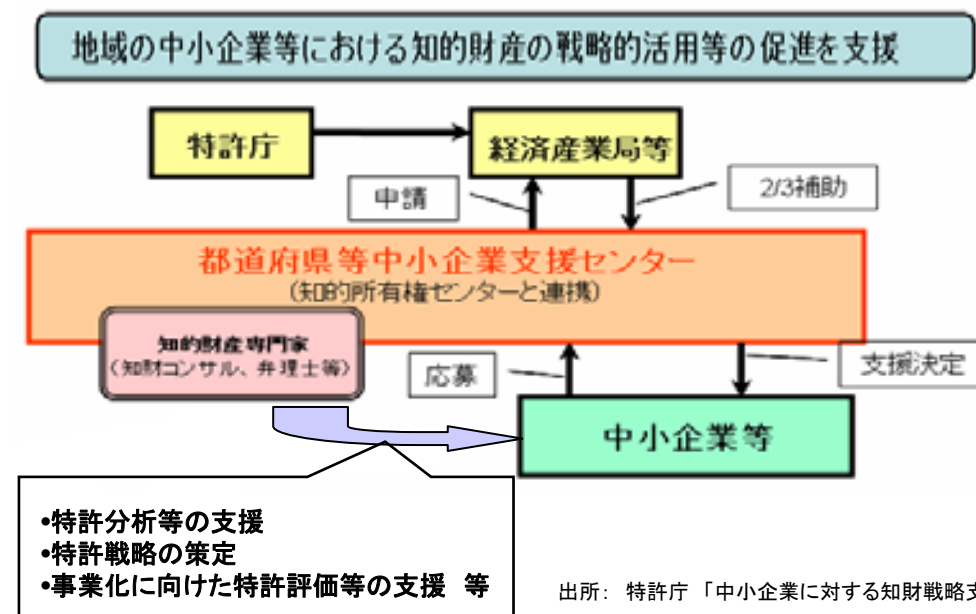 地域の中小企業等における知的財産の戦略的活用等の促進を支援
特許庁
経済産業局等
申請
2/3補助
都道府県等中小企業支援センター
(知的所有権センターと連携)
知的財産専門家
(知財コンサル、弁理士等)
応募
支援決定
中小企業等
•特許分析等の支援
•特許戦略の策定
•事業化に向けた特許評価等の支援 等
出所: 特許庁 「中小企業に対する知財戦略支